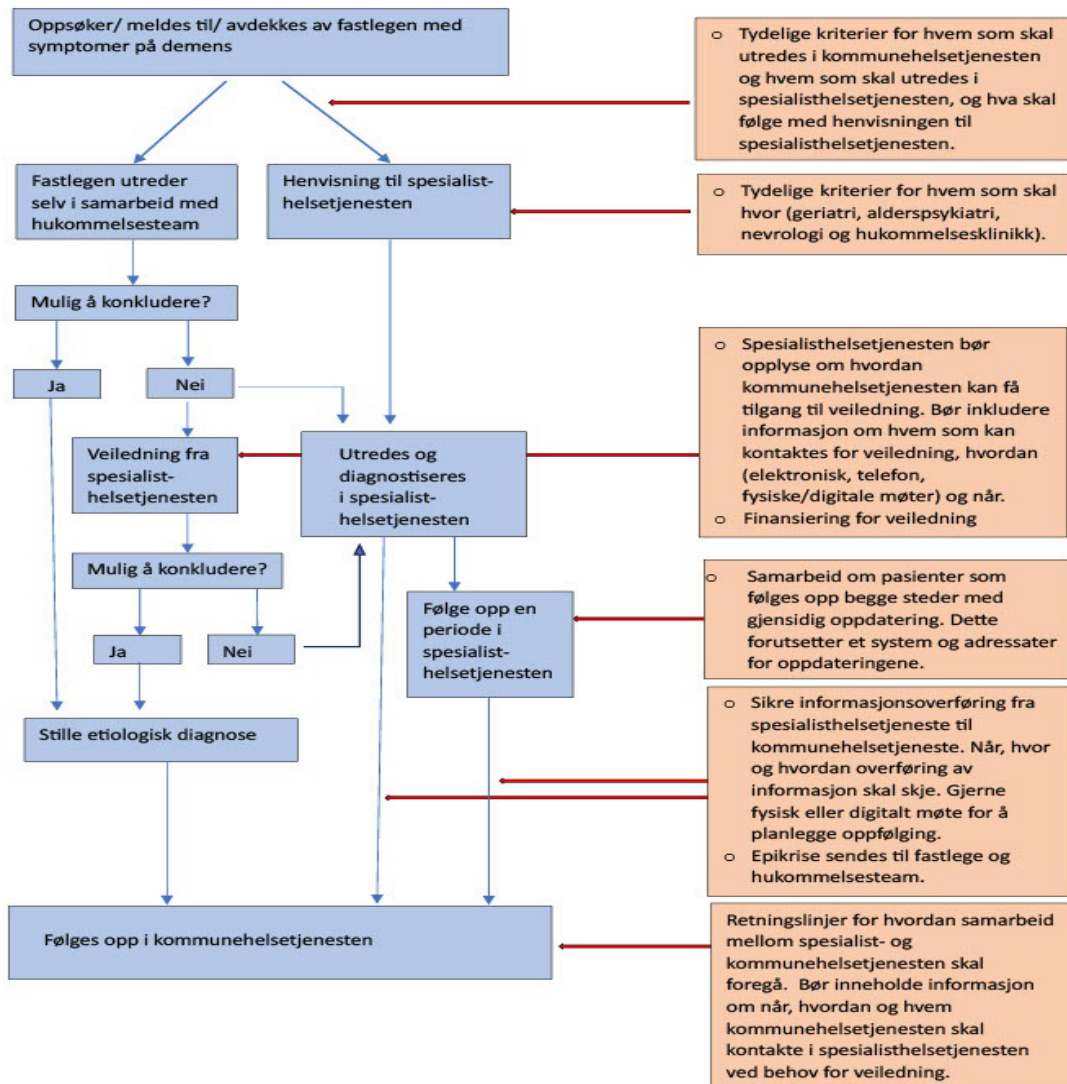 Oppsøker/ meldes til/ avdekkes av fastlegen med
symptomer på demens
○ Tydelige kriterier for hvem som skal
utredes i kommunehelsetjenesten
og hvem som skal utredes i
spesialisthelsetjenesten, og hva skal
følge med henvisningen til
spesialisthelsetjenesten.
Fastlegen utreder
selv i samarbeid med
hukommelsesteam
Henvisning til spesialist-
helsetjenesten
○ Tydelige kriterier for hvem som skal
hvor (geriatri, alderspsykiatri,
nevrologi og hukommelsesklinikk).
Mulig å konkludere?
Ja
Nei
○ Spesialisthelsetjenesten bør
opplyse om hvordan
kommunehelsetjenesten kan få
tilgang til veiledning. Bør inkludere
informasjon om hvem som kan
kontaktes for veiledning, hvordan
(elektronisk, telefon,
fysiske/digitale møter) og når.
○ Finansiering for veiledning
Veiledning fra
spesialist-
helsetjenesten
Utredes og
diagnostiseres
i spesialist-
helsetjenesten
Mulig å konkludere?
Ja
Nei
Følge opp en
periode i
spesialist-
helsetjenesten
○ Samarbeid om pasienter som
følges opp begge steder med
gjensidig oppdatering. Dette
forutsetter et system og adressater
for oppdateringene.
Stille etiologisk diagnose
○ Sikre informasjonsoverføring fra
spesialisthelsetjeneste til
kommunehelsetjeneste. Når, hvor
og hvordan overføring av
informasjon skal skje. Gjerne
fysisk eller digitalt møte for å
planlegge oppfølging.
○ Epikrise sendes til fastlege og
hukommelsesteam.
Følges opp i kommunehelsetjenesten
Retningslinjer for hvordan samarbeid
mellom spesialist- og
kommunehelsetjenesten skal
foregå. Bør inneholde informasjon
om når, hvordan og hvem
kommunehelsetjenesten skal
kontakte i spesialisthelsetjenesten
ved behov for veiledning.